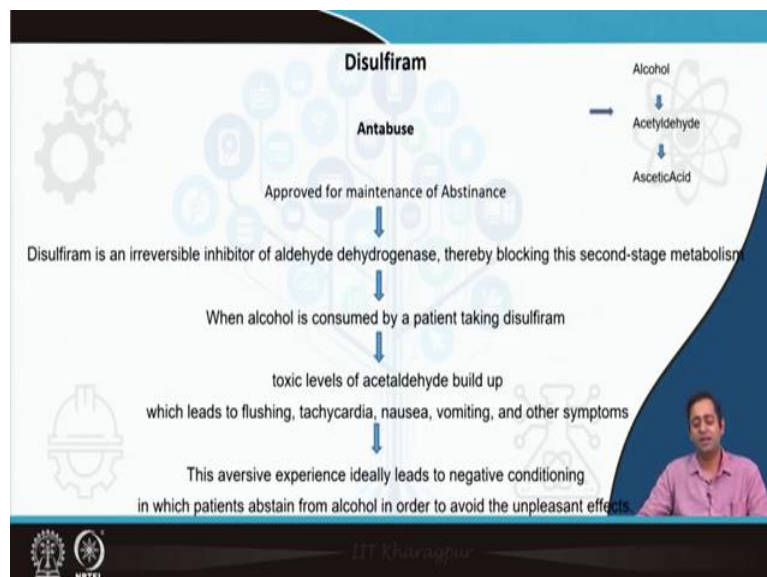 Disulfiram
Antabuse
Approved for maintenance of Abstinance
Disulfiram is an irreversible inhibitor of aldehyde dehydrogenase, thereby blocking this second-stage metabolism
When alcohol is consumed by a patient taking disulfiram
toxic levels of acetaldehyde build up
which leads to flushing, tachycardia, nausea, vomiting, and other symptoms
This aversive experience ideally leads to negative conditioning
in which patients abstain from alcohol in order to avoid the unpleasant effects.
Alcohol
Acetyldehyde
AsceticAcid
IIT Kharagpur
NPTEL